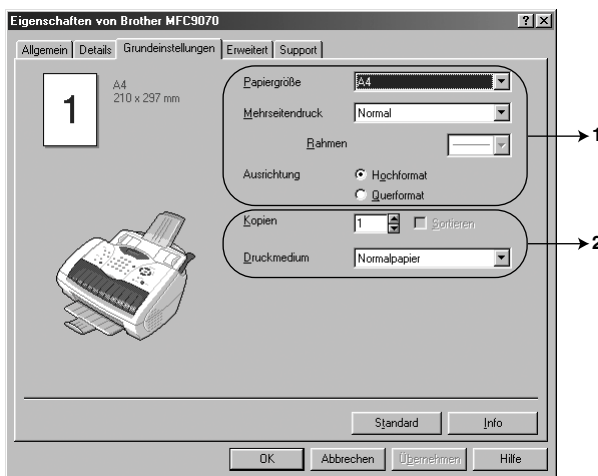 Eigenschaften von Brother MFC9070
Allgemein Details Grundeinstellungen Erweitert Support
1
A4
210 x 297 mm
Papiergröße A4
Mehrseitendruck Normal
Rahmen
1
Ausrichtung Hochformat
Querformat
Kopien 1 Sortieren
2
Druckmedium Normalpapier
Standard Info
OK Abbrechen Übernehmen Hilfe